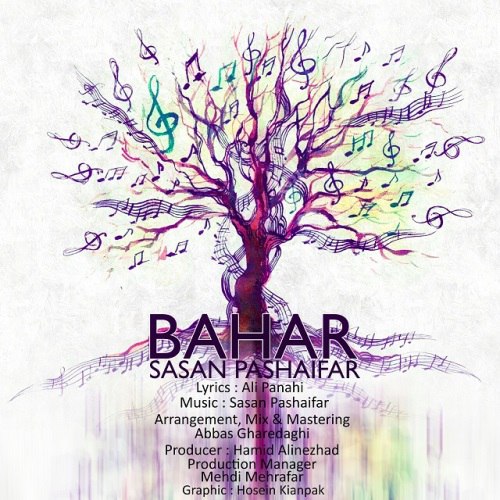 BAHAR
SASAN PASHAIFAR
Lyrics : Ali Panahi
Music : Sasan Pashaifar
Arrangement, Mix & Mastering
Abbas Gharedaghi
Producer : Hamid Alinezhad
Production Manager
Mehdi Mehrafar
Graphic : Hosein Kianpak